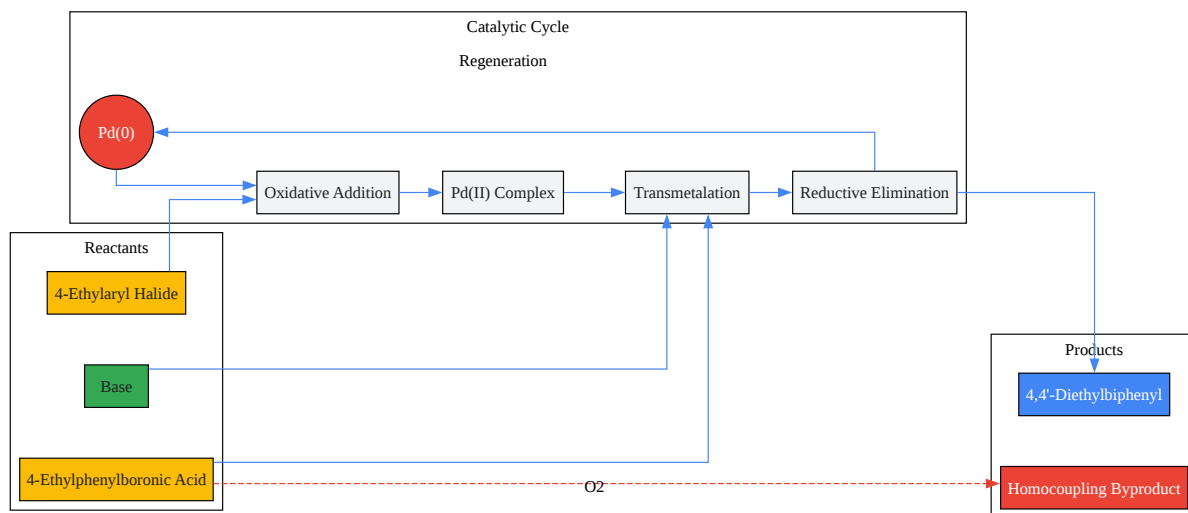 Catalytic Cycle
Regeneration
Pd(0)
Oxidative Addition
Pd(II) Complex
Transmetalation
Reductive Elimination
Reactants
4-Ethylaryl Halide
Base
4-Ethylphenylboronic Acid
O2
Products
4,4'-Diethylbiphenyl
Homocoupling Byproduct